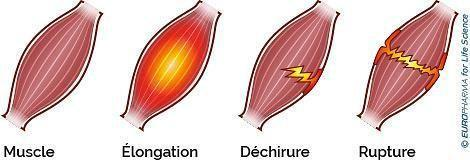 Muscle Élongation Déchirure Rupture
© EUROPHARMA for Life Science